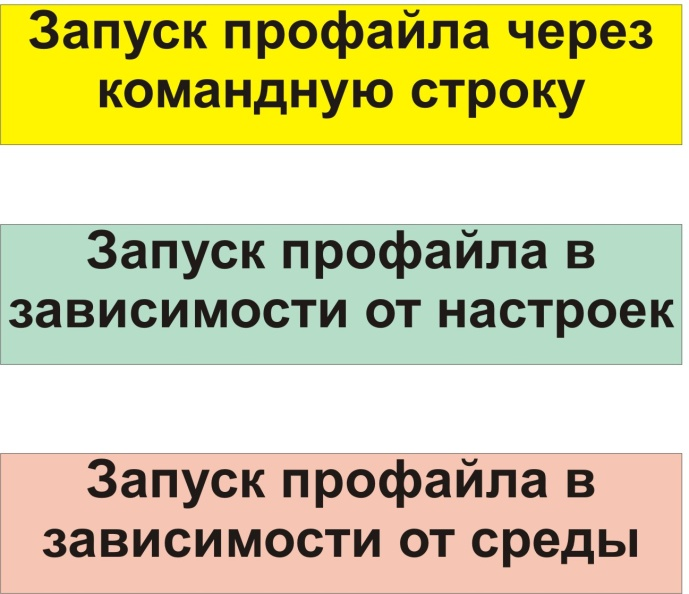 Запуск профайла через
командную строку
Запуск профайла в
зависимости от настроек
Запуск профайла в
зависимости от среды